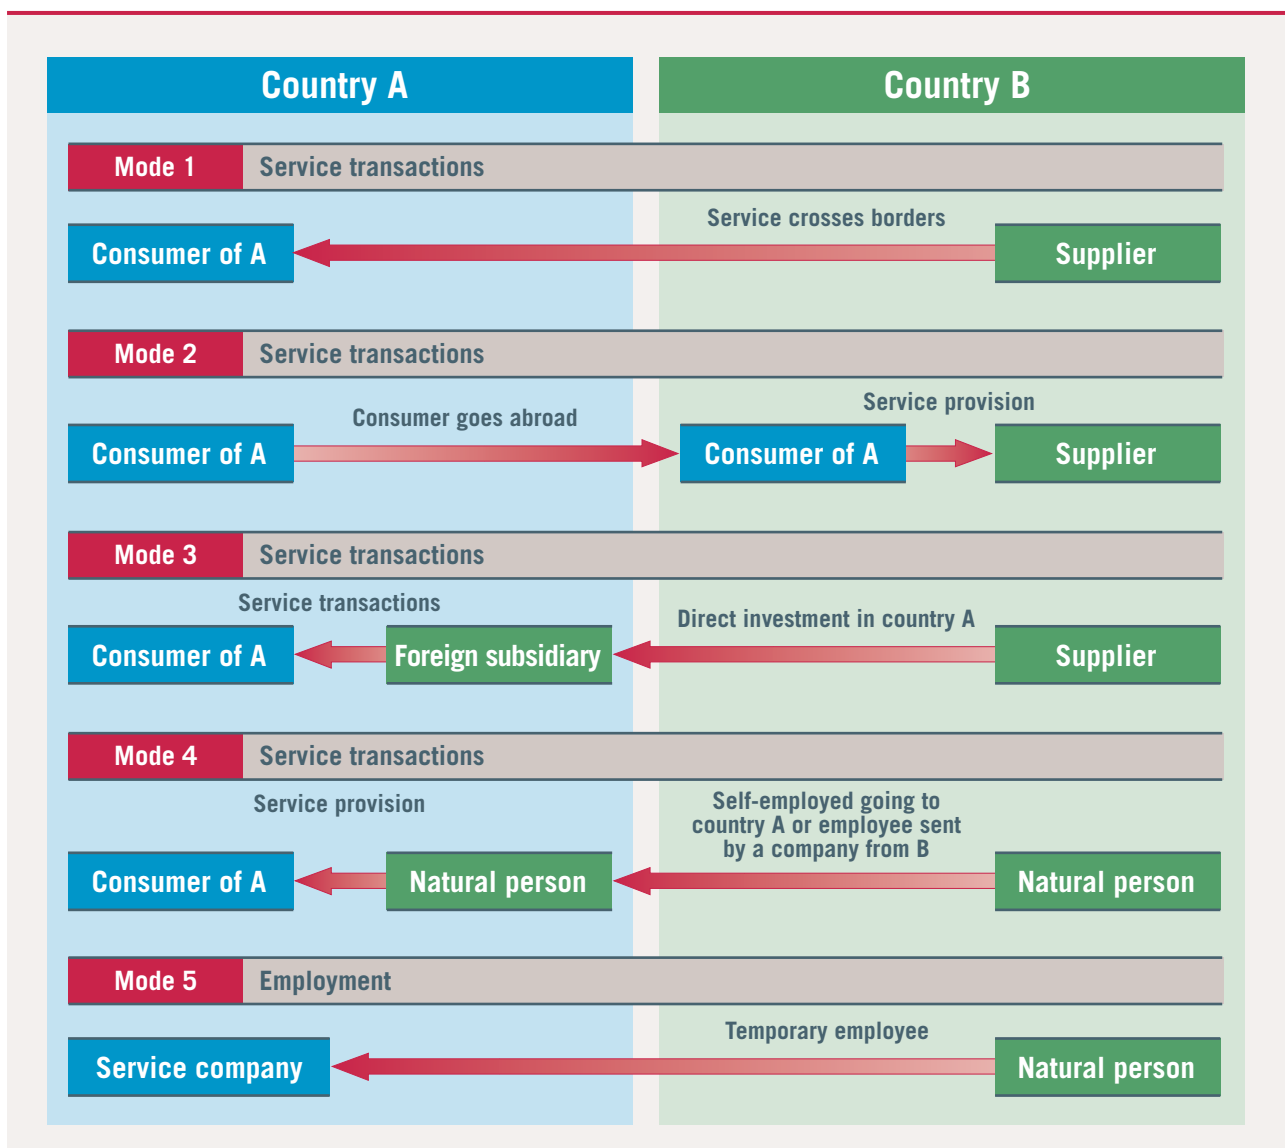 Country A
Country B
Mode 1
Service transactions
Service crosses borders
Consumer of A
Supplier
Mode 2
Service transactions
Consumer goes abroad
Service provision
Consumer of A
Consumer of A
Supplier
Mode 3
Service transactions
Service transactions
Direct investment in country A
Consumer of A
Foreign subsidiary
Supplier
Mode 4
Service transactions
Service provision
Self-employed going to
country A or employee sent
by a company from B
Consumer of A
Natural person
Natural person
Mode 5
Employment
Temporary employee
Service company
Natural person